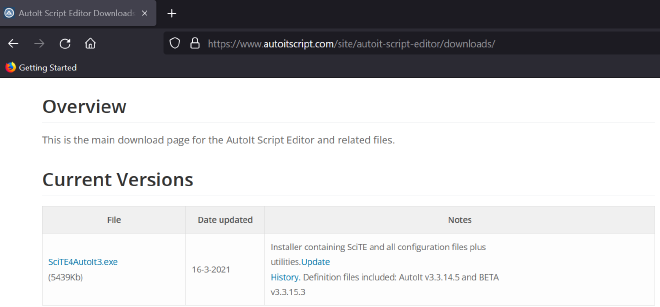 AutoIt Script Editor Downloads
https://www.autoitscript.com/site/autoit-script-editor/downloads/
Getting Started
Overview
This is the main download page for the AutoIt Script Editor and related files.
Current Versions
File Date updated Notes
SciTE4AutoIt3.exe
(5439Kb)
16-3-2021
Installer containing SciTE and all configuration files plus
utilities.Update
History. Definition files included: AutoIt v3.3.14.5 and BETA
v3.3.15.3